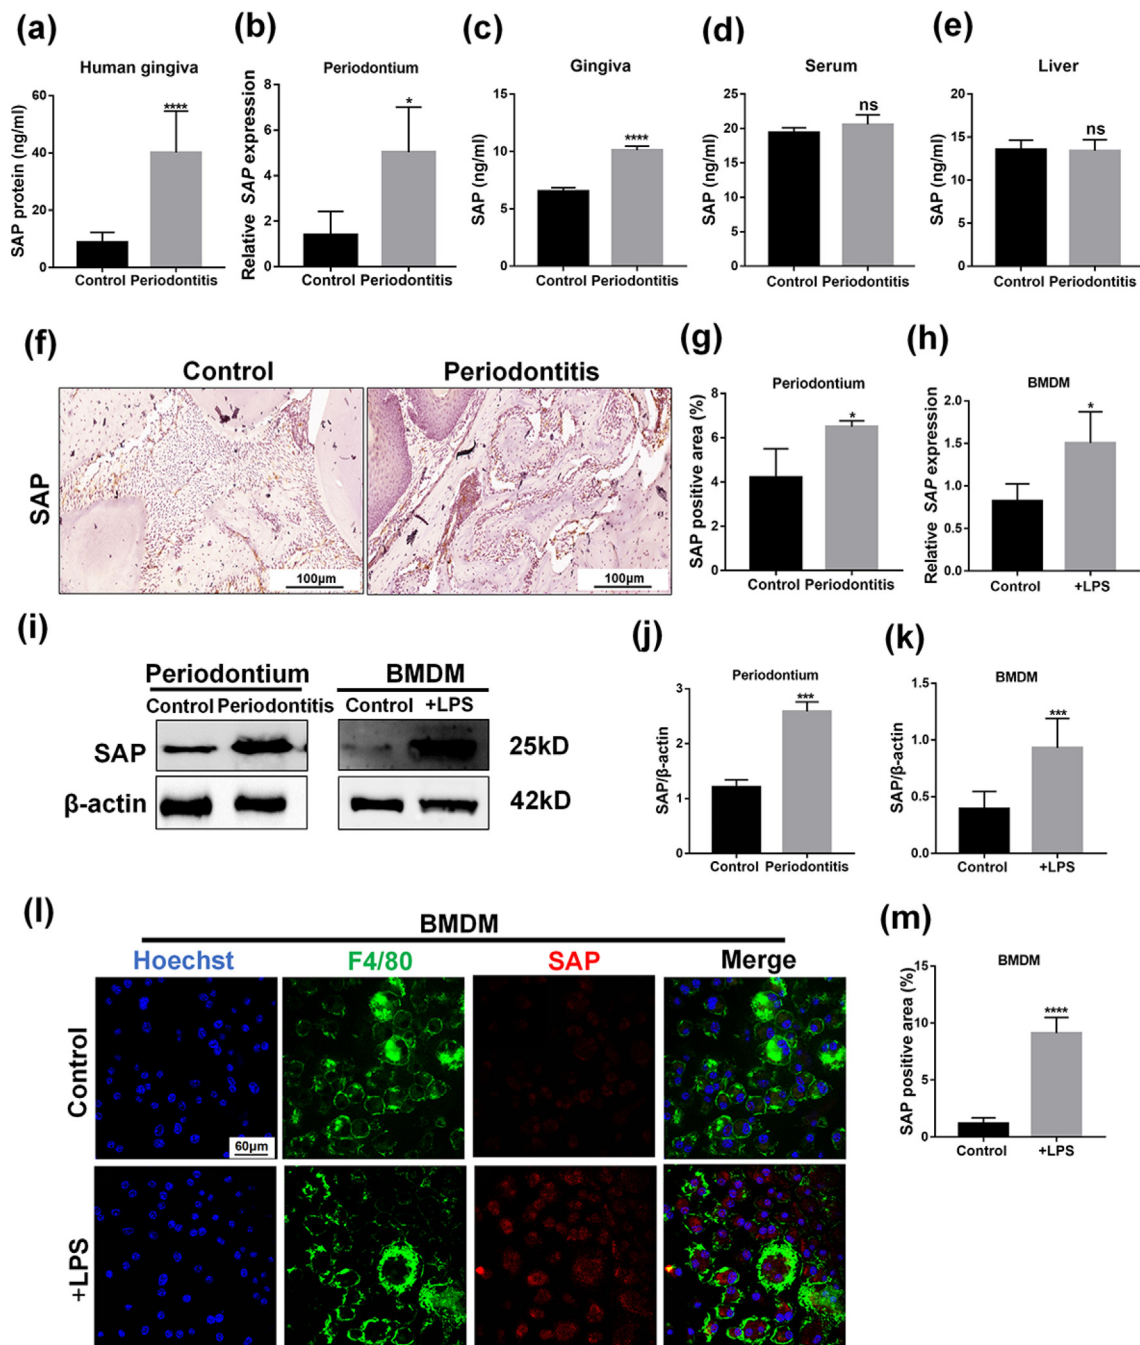 (a)
Human gingiva
SAP protein (ng/ml)
60
40
20
0
****
Control Periodontitis
(b)
Periodontium
Relative SAP expression
8
6
4
2
0
*
Control Periodontitis
(c)
Gingiva
SAP (ng/ml)
15
10
5
0
****
Control Periodontitis
(d)
Serum
SAP (ng/ml)
25
20
15
10
5
0
ns
Control Periodontitis
(e)
Liver
SAP (ng/ml)
20
15
10
5
0
ns
Control Periodontitis
(f)
Control
Periodontitis
SAP
100μm
100μm
(g)
Periodontium
SAP positive area (%)
8
6
4
2
0
*
Control Periodontitis
(h)
BMDM
Relative SAP expression
2.0
1.5
1.0
0.5
0.0
*
Control +LPS
(i)
Periodontium
BMDM
Control Periodontitis
Control +LPS
SAP
25kD
β-actin
42kD
(j)
Periodontium
SAP/β-actin
3
2
1
0
***
Control Periodontitis
(k)
BMDM
SAP/β-actin
1.5
1.0
0.5
0.0
***
Control +LPS
(l)
BMDM
Hoechst F4/80 SAP Merge
Control
60μm
+LPS
(m)
BMDM
SAP positive area (%)
15
10
5
0
****
Control +LPS